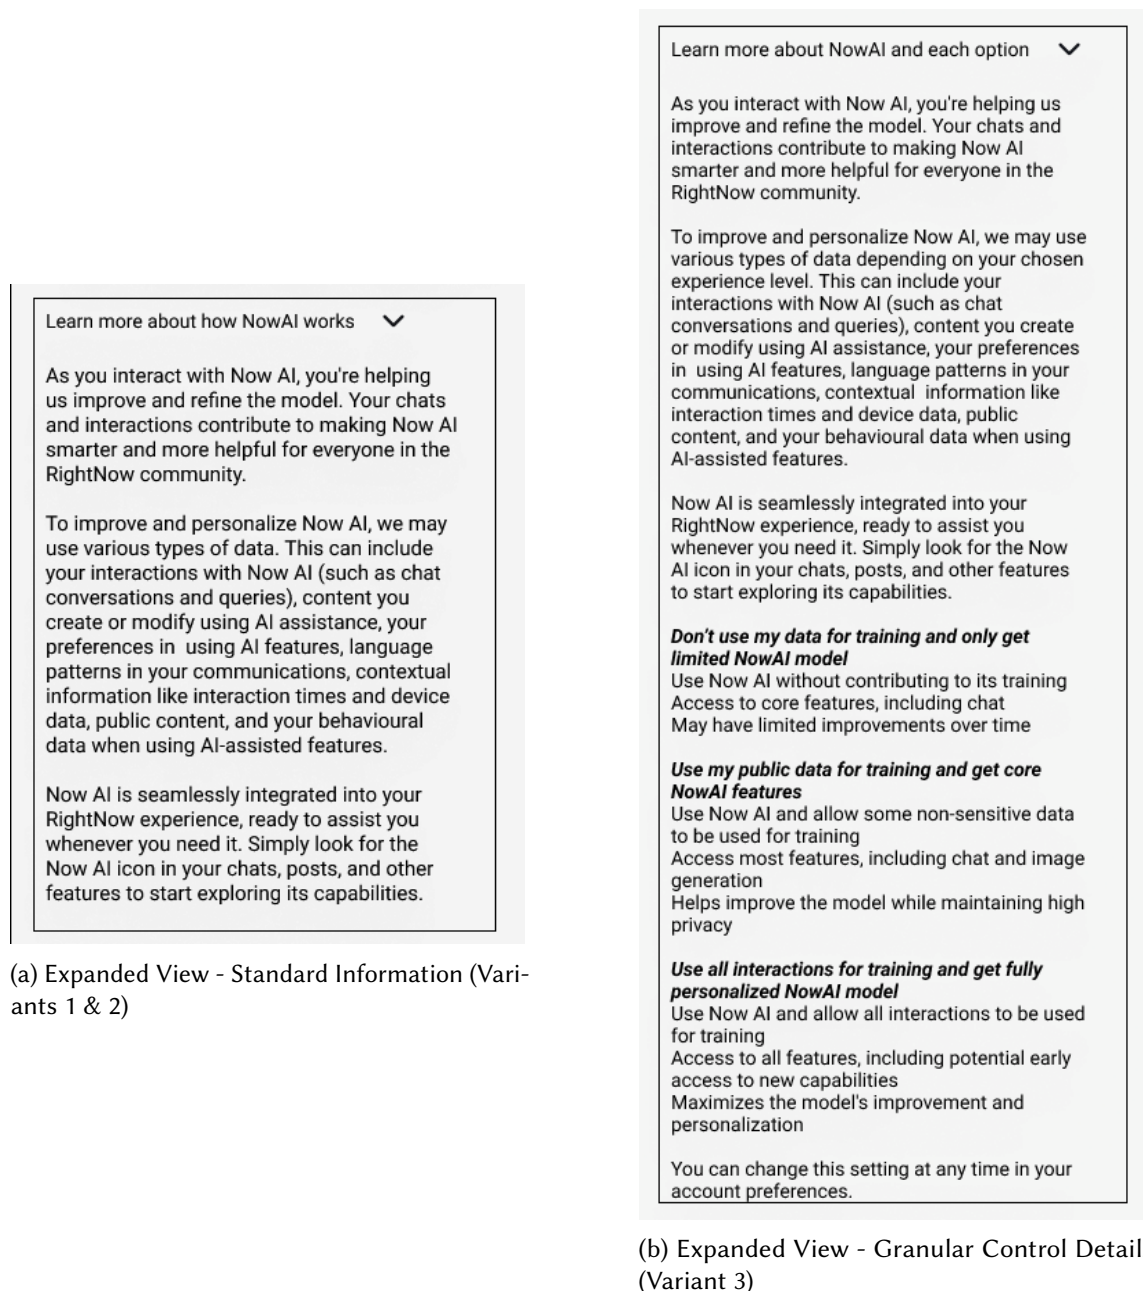 Learn more about how NowAI works
As you interact with Now AI, you're helping
us improve and refine the model. Your chats
and interactions contribute to making Now AI
smarter and more helpful for everyone in the
RightNow community.
To improve and personalize Now AI, we may
use various types of data. This can include
your interactions with Now AI (such as chat
conversations and queries), content you
create or modify using AI assistance, your
preferences in  using AI features, language
patterns in your communications, contextual
information like interaction times and device
data, public content, and your behavioural
data when using AI-assisted features.
Now AI is seamlessly integrated into your
RightNow experience, ready to assist you
whenever you need it. Simply look for the
Now AI icon in your chats, posts, and other
features to start exploring its capabilities.
(a) Expanded View - Standard Information (Vari-
ants 1 & 2)
Learn more about NowAI and each option
As you interact with Now AI, you're helping us
improve and refine the model. Your chats and
interactions contribute to making Now AI
smarter and more helpful for everyone in the
RightNow community.
To improve and personalize Now AI, we may use
various types of data depending on your chosen
experience level. This can include your
interactions with Now AI (such as chat
conversations and queries), content you create
or modify using AI assistance, your preferences
in  using AI features, language patterns in your
communications, contextual  information like
interaction times and device data, public
content, and your behavioural data when using
AI-assisted features.
Now AI is seamlessly integrated into your
RightNow experience, ready to assist you
whenever you need it. Simply look for the Now
AI icon in your chats, posts, and other features
to start exploring its capabilities.
Don't use my data for training and only get
limited NowAI model
Use Now AI without contributing to its training
Access to core features, including chat
May have limited improvements over time
Use my public data for training and get core
NowAI features
Use Now AI and allow some non-sensitive data
to be used for training
Access most features, including chat and image
generation
Helps improve the model while maintaining high
privacy
Use all interactions for training and get fully
personalized NowAI model
Use Now AI and allow all interactions to be used
for training
Access to all features, including potential early
access to new capabilities
Maximizes the model's improvement and
personalization
You can change this setting at any time in your
account preferences.
(b) Expanded View - Granular Control Detail
(Variant 3)